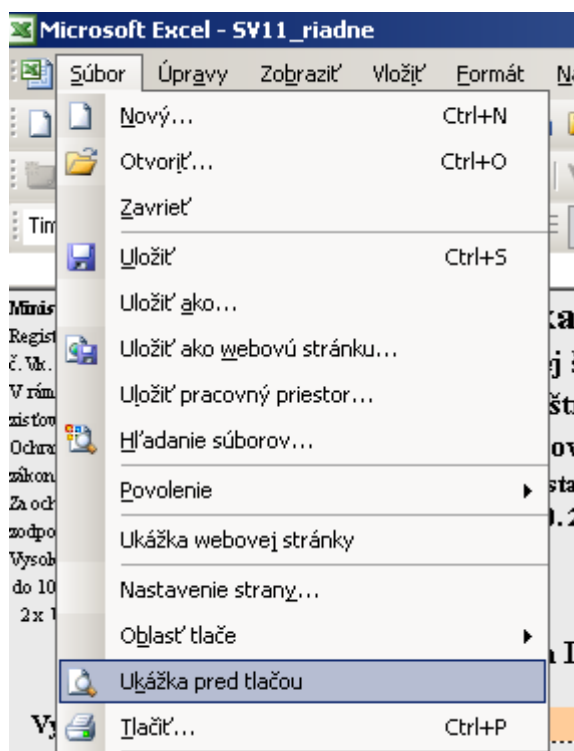 Microsoft Excel - SV11_riadne
Súbor Úpravy Zobraziť Vložiť Formát
Nový... Ctrl+N
Otvoriť... Ctrl+O
Zavrieť
Uložiť Ctrl+S
Uložiť ako...
Uložiť ako webovú stránku...
Uložiť pracovný priestor...
Hľadanie súborov...
Povolenie
Ukážka webovej stránky
Nastavenie strany...
Oblasť tlače
Ukážka pred tlačou
Tlačiť... Ctrl+P